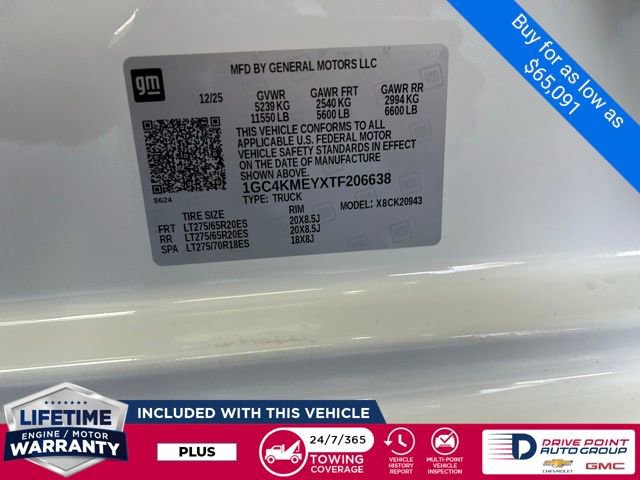 Buy for as low as
$65,091
gm
MFD BY GENERAL MOTORS LLC
12/25 GVWR GAWR FRT GAWR RR
5239 KG 2540 KG 2994 KG
11550 LB 5600 LB 6600 LB
THIS VEHICLE CONFORMS TO ALL
APPLICABLE U.S. FEDERAL MOTOR
VEHICLE SAFETY STANDARDS IN EFFECT
ON THE DATE OF MANUFACTURE
SHOWN ABOVE.
1GC4KMEYXTF206638
TYPE: TRUCK MODEL: X8CK20943
8624
TIRE SIZE RIM
FRT LT275/65R20ES 20X8.5J
RR LT275/65R20ES 20X8.5J
SPA LT275/70R18ES 18X8J
LIFETIME
ENGINE / MOTOR
WARRANTY
INCLUDED WITH THIS VEHICLE
PLUS
24/7/365
TOWING
COVERAGE
VEHICLE
HISTORY
REPORT
MULTI-POINT
VEHICLE
INSPECTION
D
DRIVE POINT
AUTO GROUP
CHEVROLET GMC